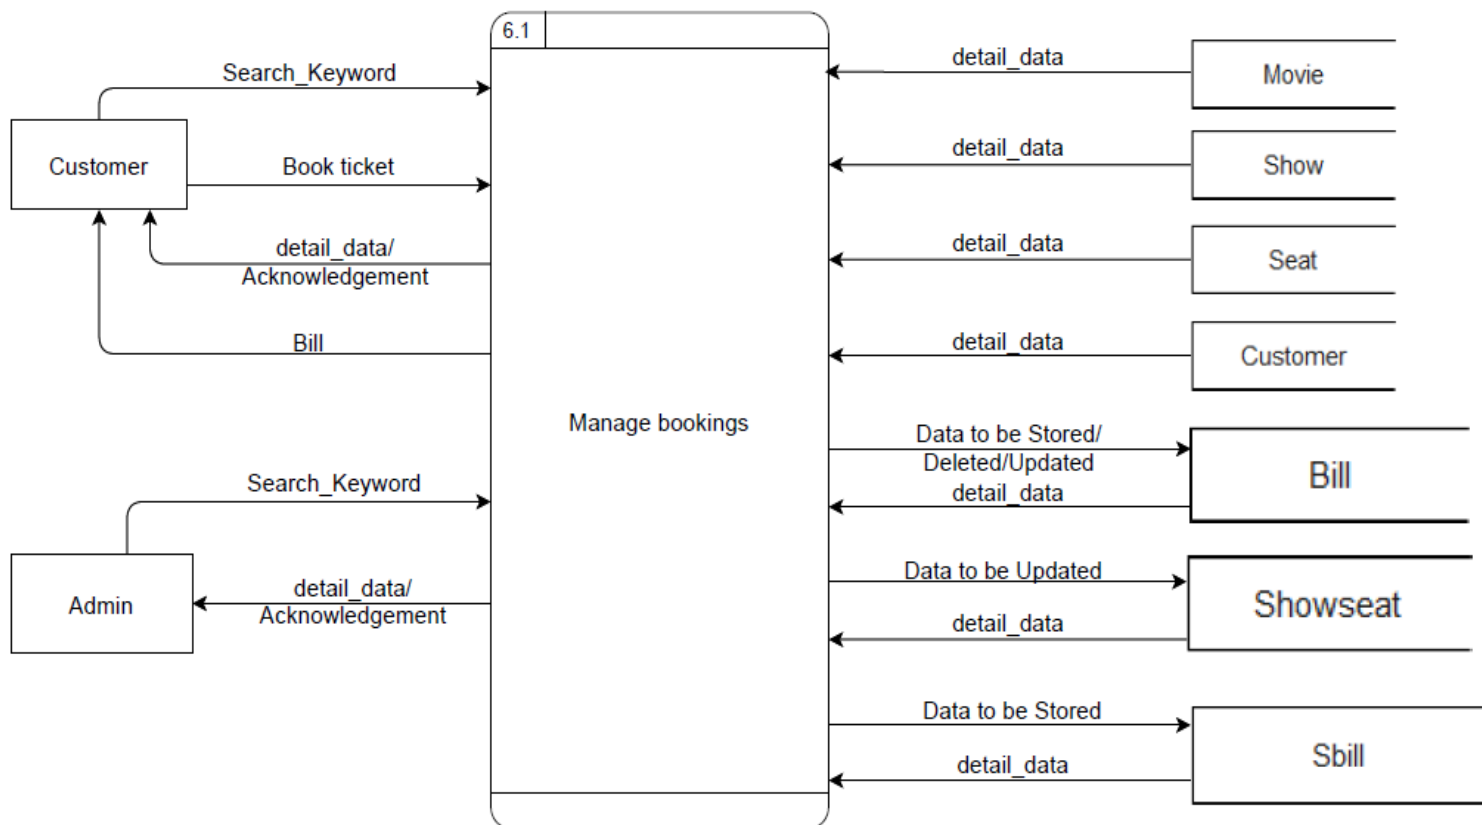 6.1
Search_Keyword
Customer
Book ticket
detail_data/
Acknowledgement
Bill
Search_Keyword
Admin
detail_data/
Acknowledgement
Manage bookings
detail_data
Movie
detail_data
Show
detail_data
Seat
detail_data
Customer
Data to be Stored/
Deleted/Updated
detail_data
Bill
Data to be Updated
detail_data
Showseat
Data to be Stored
detail_data
Sbill